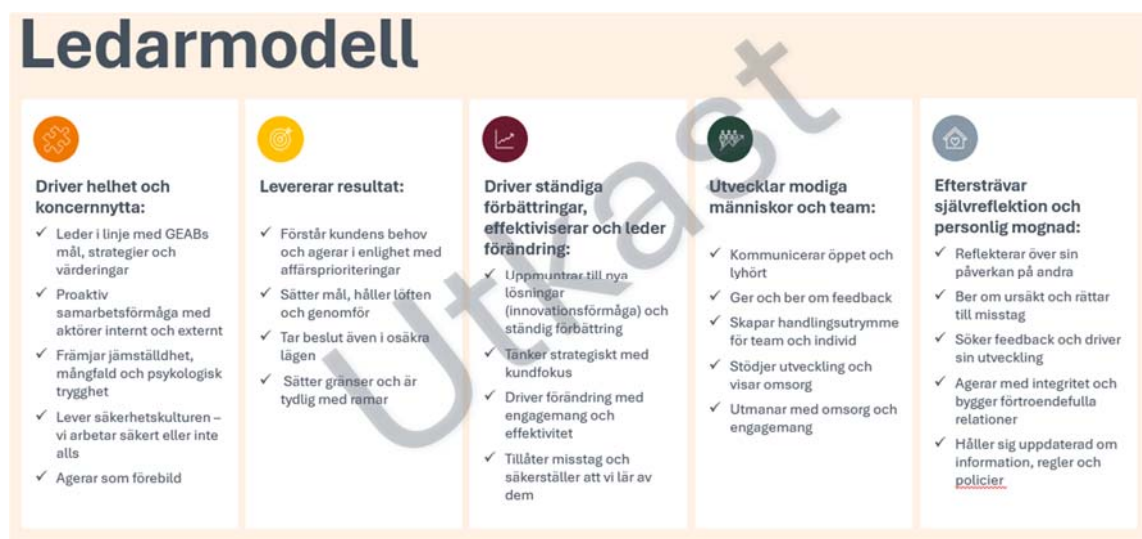 Ledarmodell
Driver helhet och
koncernnytta:
✓ Leder i linje med GEABs
mål, strategier och
värderingar
✓ Proaktiv
samarbetsförmåga med
aktörer internt och externt
✓ Främjar jämställdhet,
mångfald och psykologisk
trygghet
✓ Lever säkerhetskulturen –
vi arbetar säkert eller inte
alls
✓ Agerar som förebild
Levererar resultat:
✓ Förstår kundens behov
och agerar i enlighet med
affärsprioriteringar
✓ Sätter mål, håller löften
och genomför
✓ Tar beslut även i osäkra
lägen
✓ Sätter gränser och är
tydlig med ramar
Driver ständiga
förbättringar,
effektiviserar och leder
förändring:
✓ Uppmuntrar till nya
lösningar
(innovationsförmåga) och
ständig förbättring
✓ Tänker strategiskt med
kundfokus
✓ Driver förändring med
engagemang och
effektivitet
✓ Tillåter misstag och
säkerställer att vi lär av
dem
Utvecklar modiga
människor och team:
✓ Kommunicerar öppet och
lyhört
✓ Ger och ber om feedback
✓ Skapar handlingsutrymme
för team och individ
✓ Stödjer utveckling och
visar omsorg
✓ Utmanar med omsorg och
engagemang
Eftersträvar
självreflektion och
personlig mognad:
✓ Reflekterar över sin
påverkan på andra
✓ Ber om ursäkt och rättar
till misstag
✓ Söker feedback och driver
sin utveckling
✓ Agerar med integritet och
bygger förtroendefulla
relationer
✓ Håller sig uppdaterad om
information, regler och
policier
Utkast